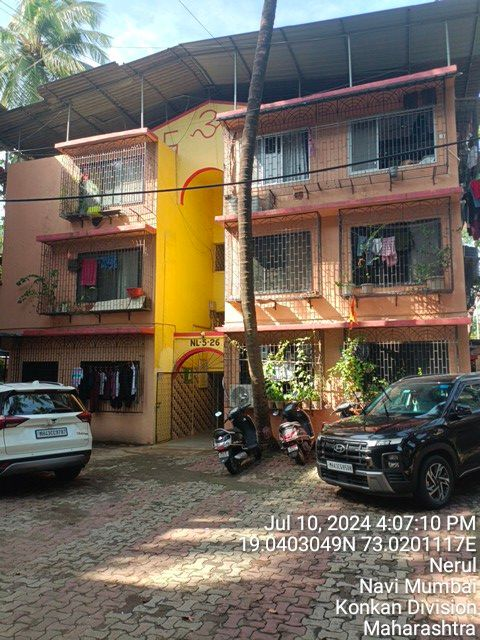 NL-5-26
Jul 10, 2024 4:07:10 PM
19.0403049N 73.0201117E
Nerul
Navi Mumbai
Konkan Division
Maharashtra